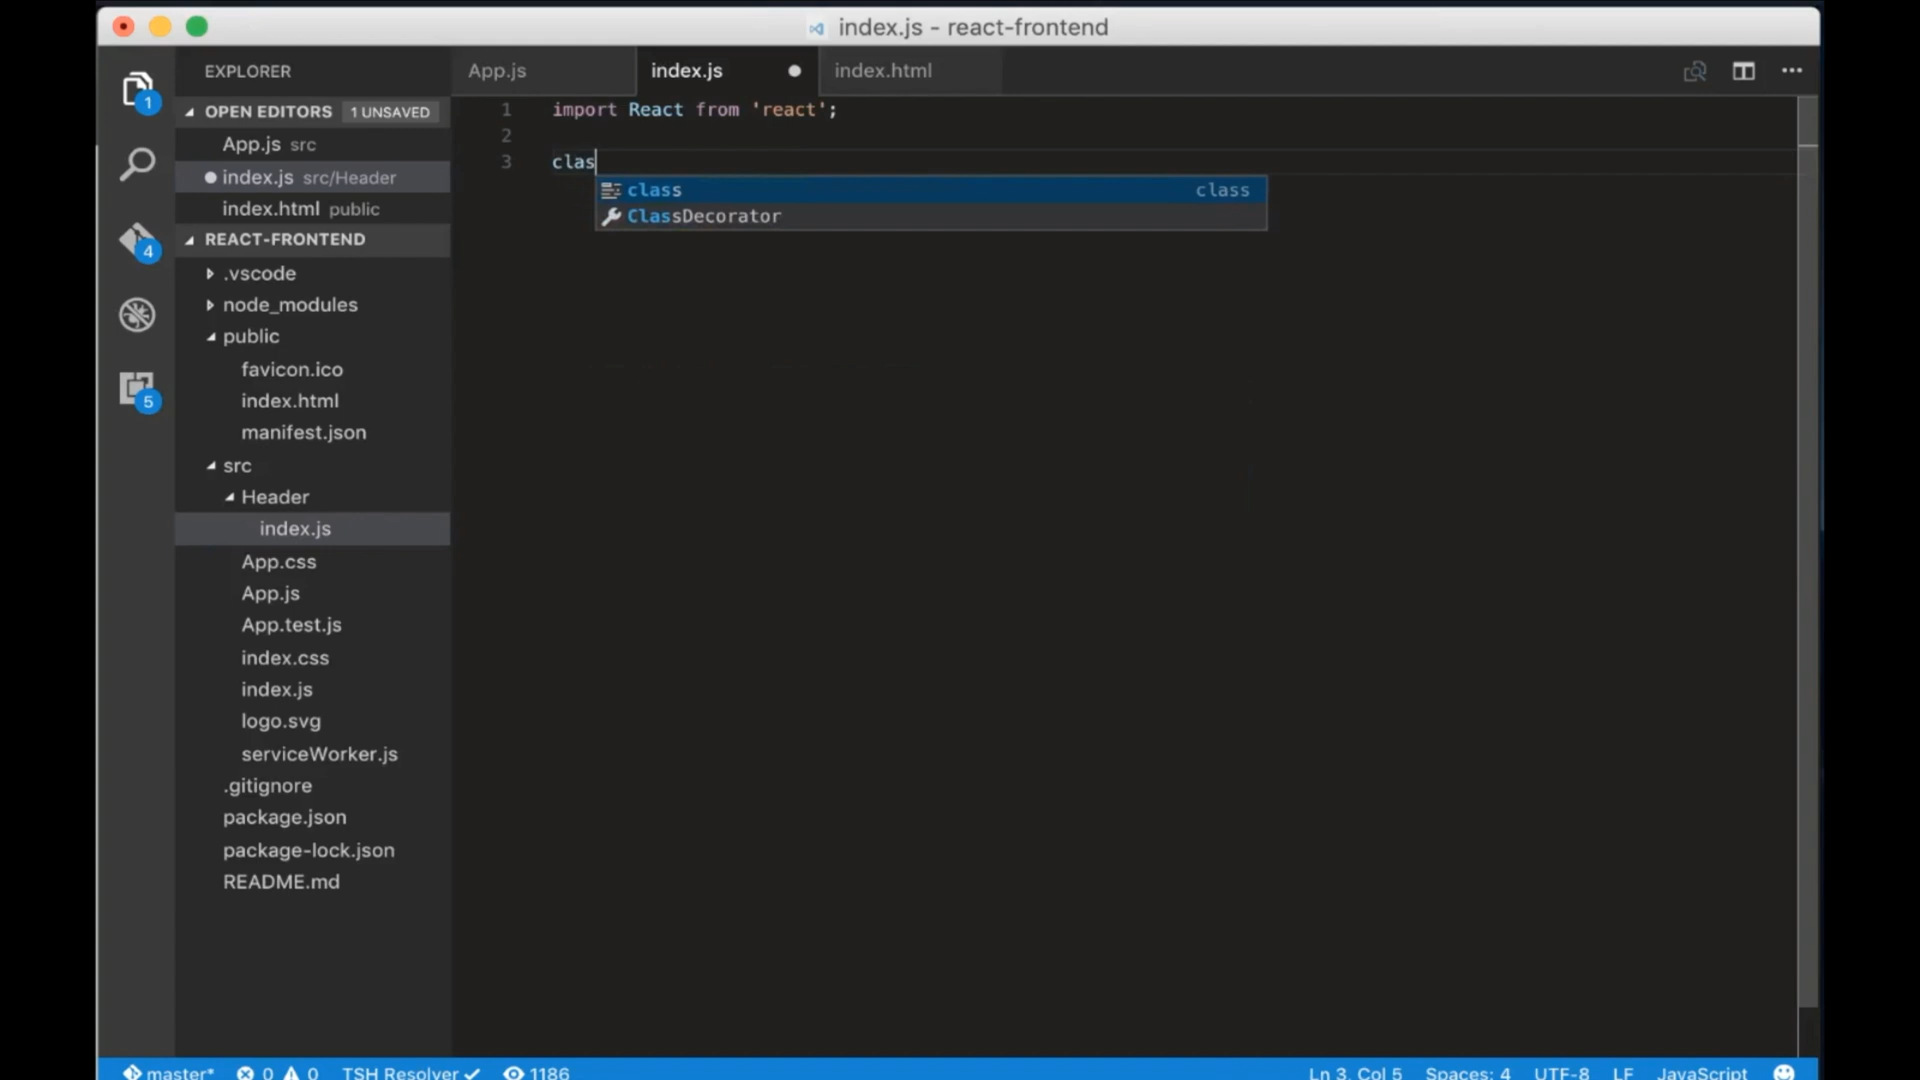 index.js - react-frontend
EXPLORER
App.js
index.js
index.html
1
OPEN EDITORS 1 UNSAVED
App.js src
index.js src/Header
index.html public
REACT-FRONTEND
.vscode
node_modules
public
favicon.ico
index.html
manifest.json
src
Header
index.js
App.css
App.js
App.test.js
index.css
index.js
logo.svg
serviceWorker.js
.gitignore
package.json
package-lock.json
README.md
4
5
1 import React from 'react';
2
3 clas
class class
ClassDecorator
master* 0 0 TSH Resolver 1186 Ln 3, Col 5 Spaces: 4 UTF-8 LF JavaScript